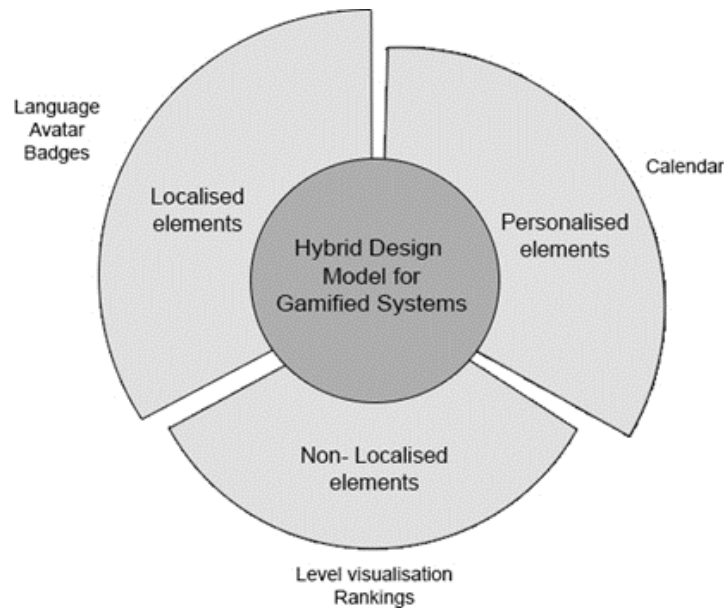 Language
Avatar
Badges
Localised
elements
Hybrid Design
Model for
Gamified Systems
Calendar
Personalised
elements
Non- Localised
elements
Level visualisation
Rankings